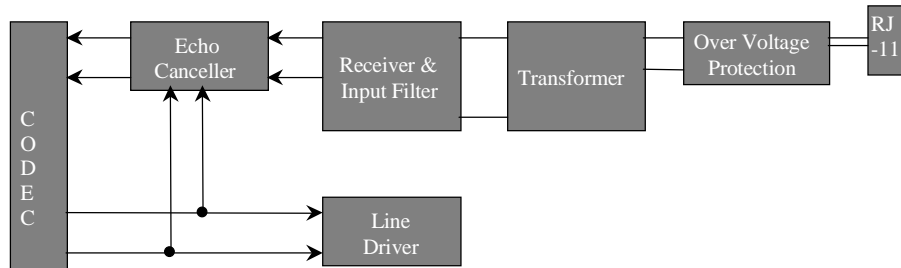 C
O
D
E
C
Echo
Canceller
Receiver &
Input Filter
Transformer
Over Voltage
Protection
RJ
-11
Line
Driver